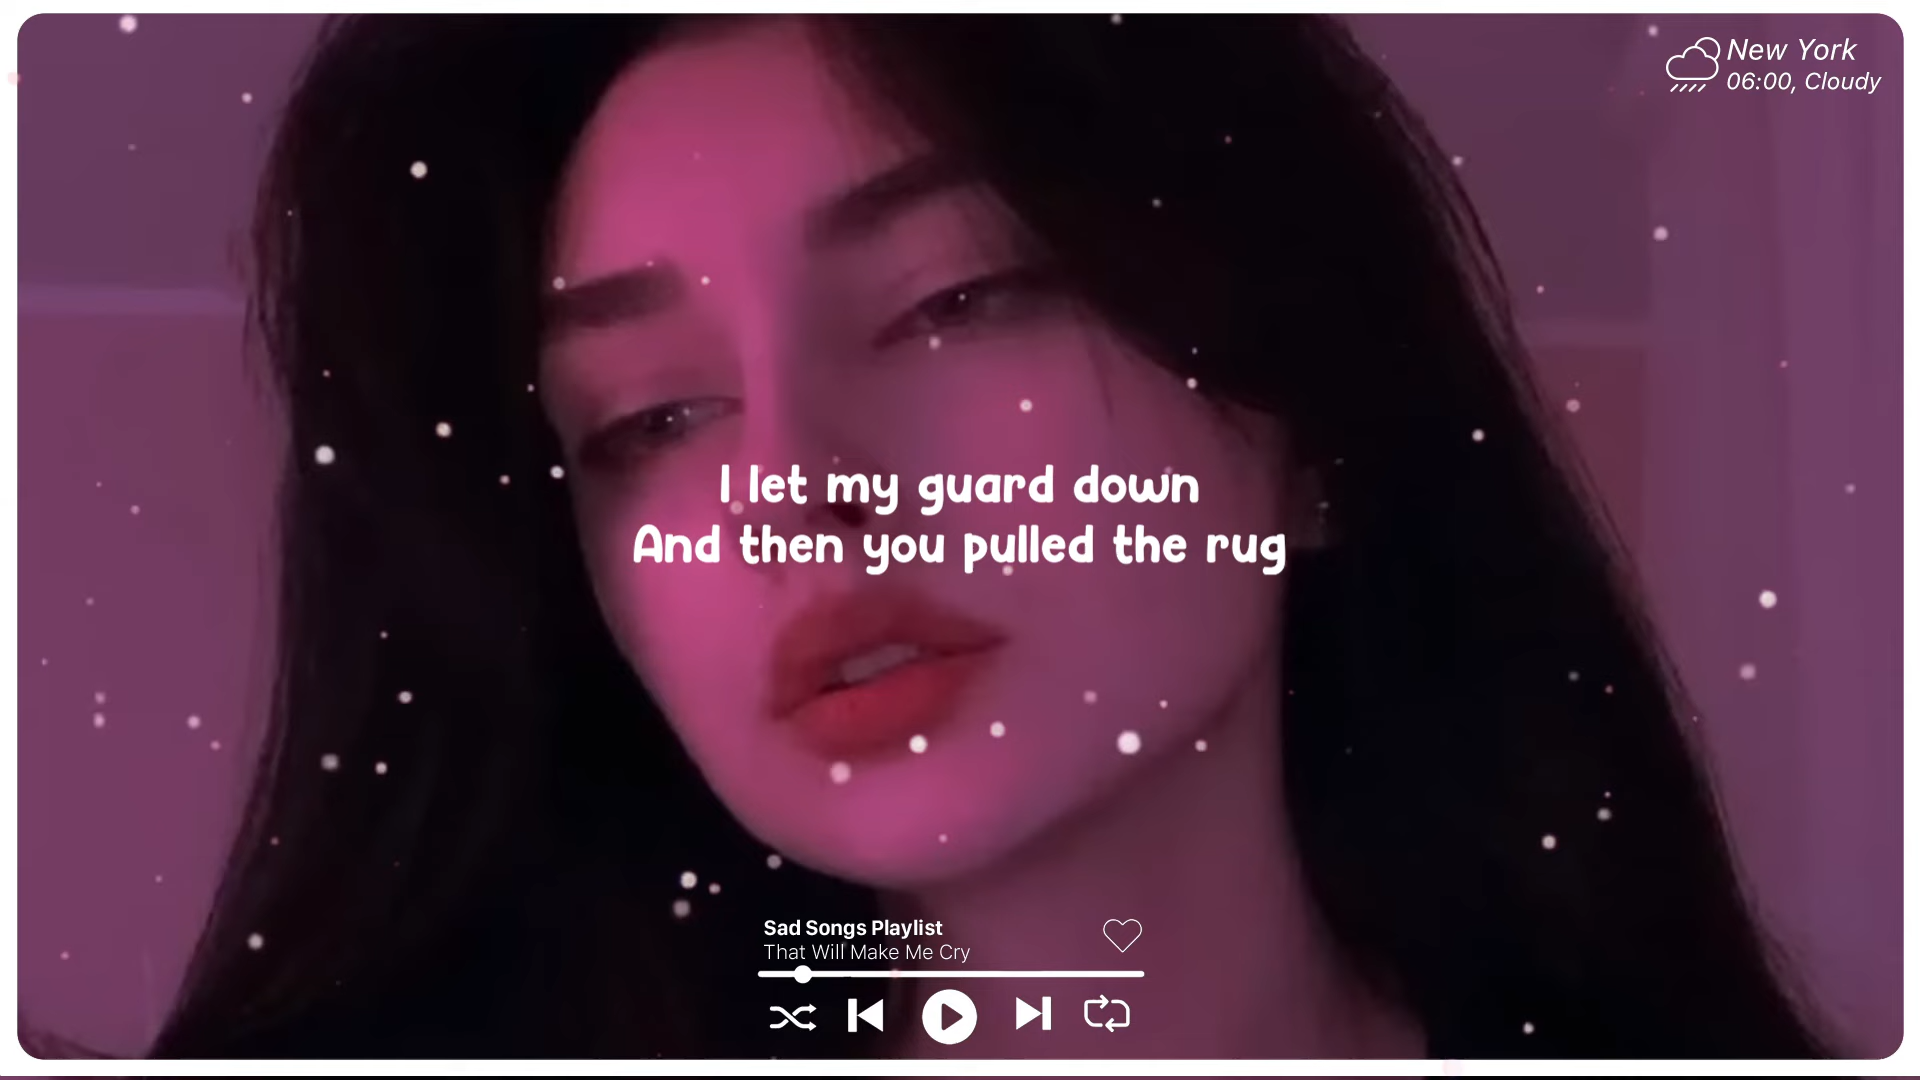 New York
06:00, Cloudy
I let my guard down
And then you pulled the rug
Sad Songs Playlist
That Will Make Me Cry